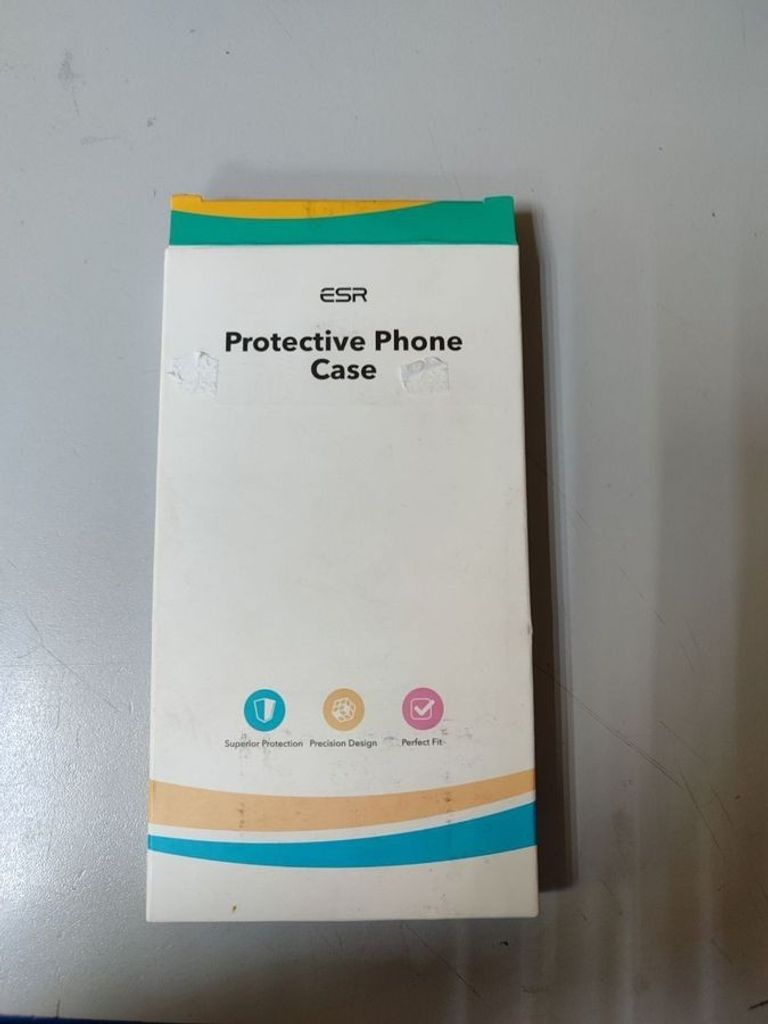 ESR
Protective Phone
Case
Superior Protection Precision Design Perfect Fit